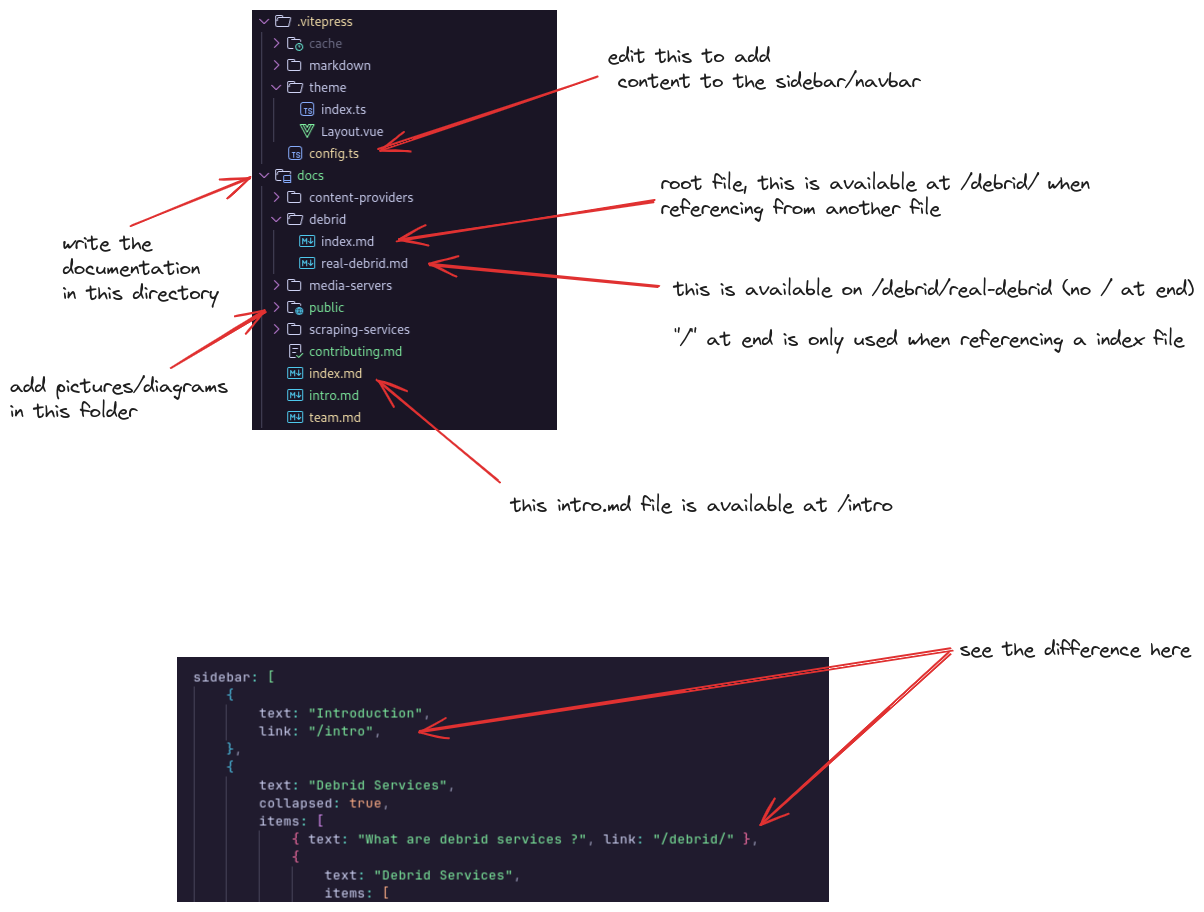 .vitepress
cache
markdown
theme
index.ts
Layout.vue
config.ts
docs
content-providers
debrid
index.md
real-debrid.md
media-servers
public
scraping-services
contributing.md
index.md
intro.md
team.md
edit this to add
content to the sidebar/navbar
root file, this is available at /debrid/ when
referencing from another file
write the
documentation
in this directory
this is available on /debrid/real-debrid (no / at end)
"/" at end is only used when referencing a index file
add pictures/diagrams
in this folder
this intro.md file is available at /intro
see the difference here
sidebar: [
{
text: "Introduction",
link: "/intro",
},
{
text: "Debrid Services",
collapsed: true,
items: [
{ text: "What are debrid services ?", link: "/debrid/" },
{
text: "Debrid Services",
items: [